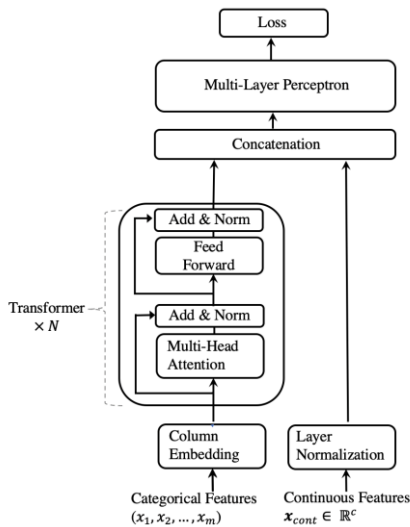 Loss
Multi-Layer Perceptron
Concatenation
Add & Norm
Feed
Forward
Transformer
× N
Add & Norm
Multi-Head
Attention
Column
Embedding
Layer
Normalization
Categorical Features
(x₁, x₂, ..., xₘ)
Continuous Features
𝒙cont ∈ ℝᶜ